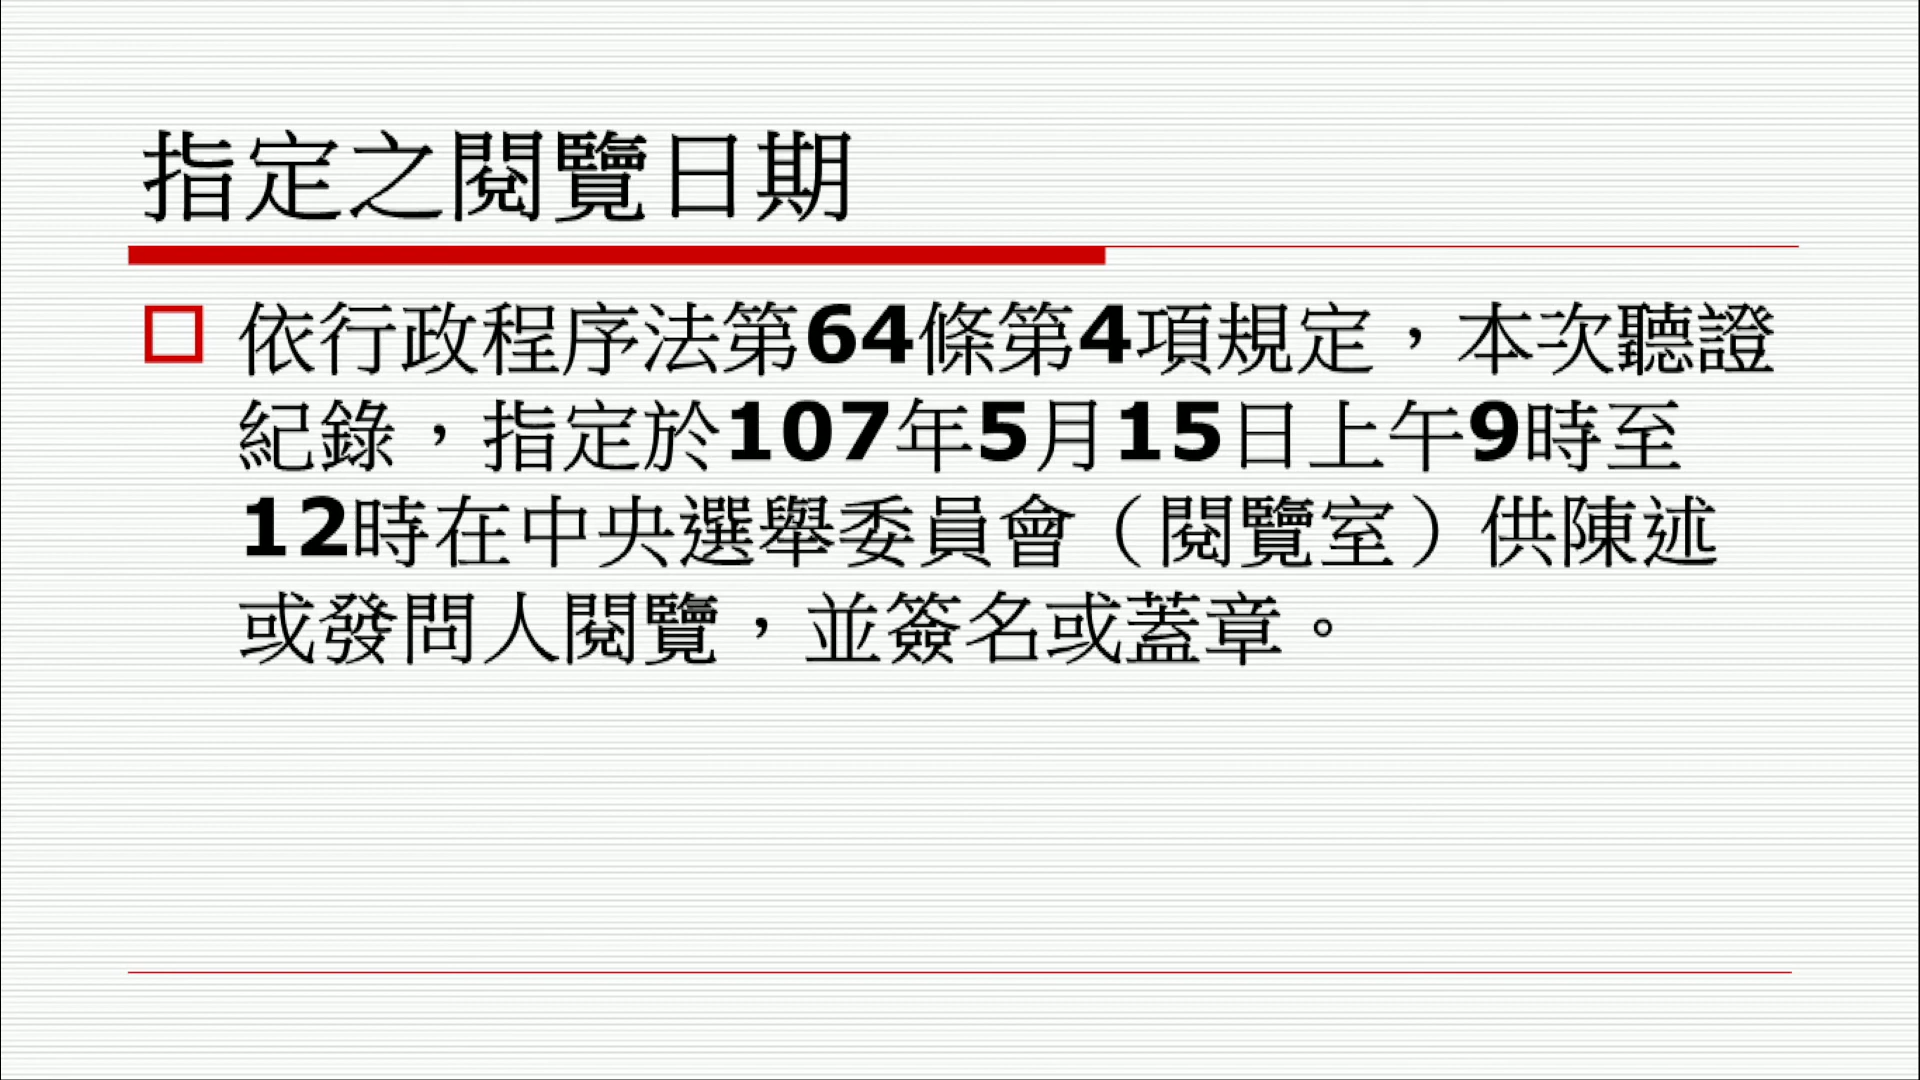 指定之閱覽日期
依行政程序法第64條第4項規定，本次聽證
紀錄，指定於107年5月15日上午9時至
12時在中央選舉委員會（閱覽室）供陳述
或發問人閱覽，並簽名或蓋章。